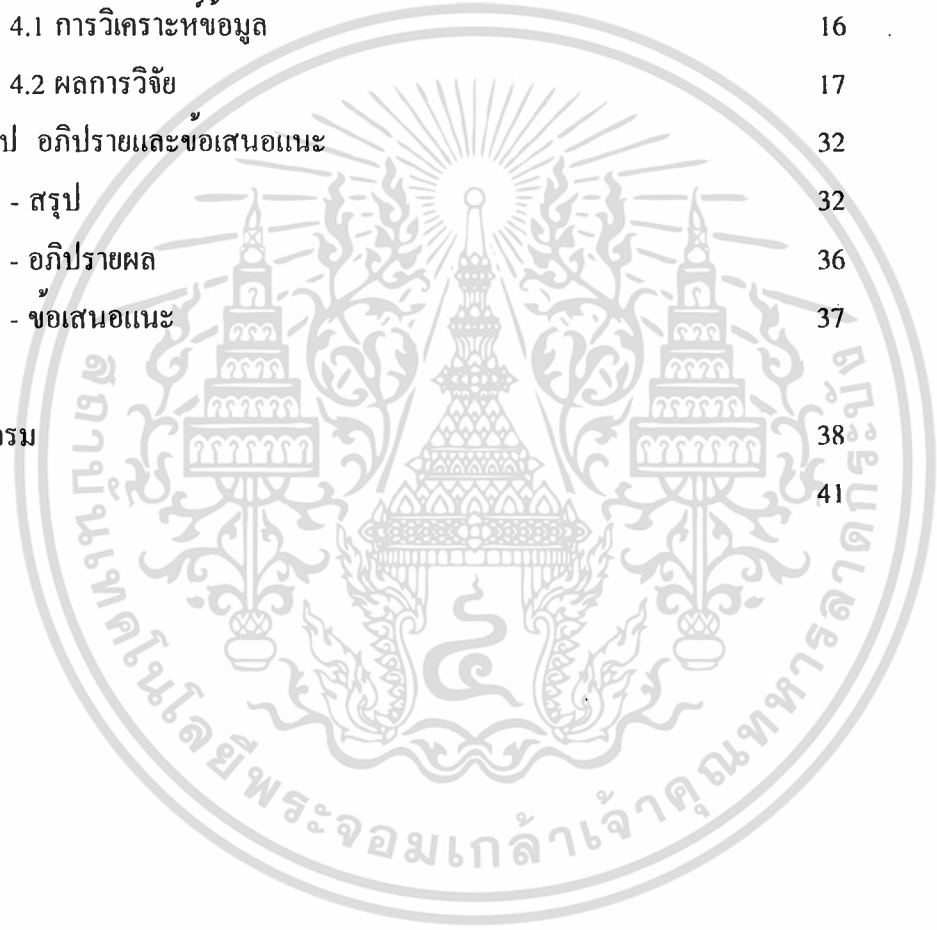 4.1 การวิเคราะห์ข้อมูล 16
4.2 ผลการวิจัย 17
ป อภิปรายและข้อเสนอแนะ 32
- สรุป 32
- อภิปรายผล 36
- ข้อเสนอแนะ 37
กรม 38
41
สถาบันเทคโนโลยีพระจอมเกล้าเจ้าคุณทหารลาดกระบัง